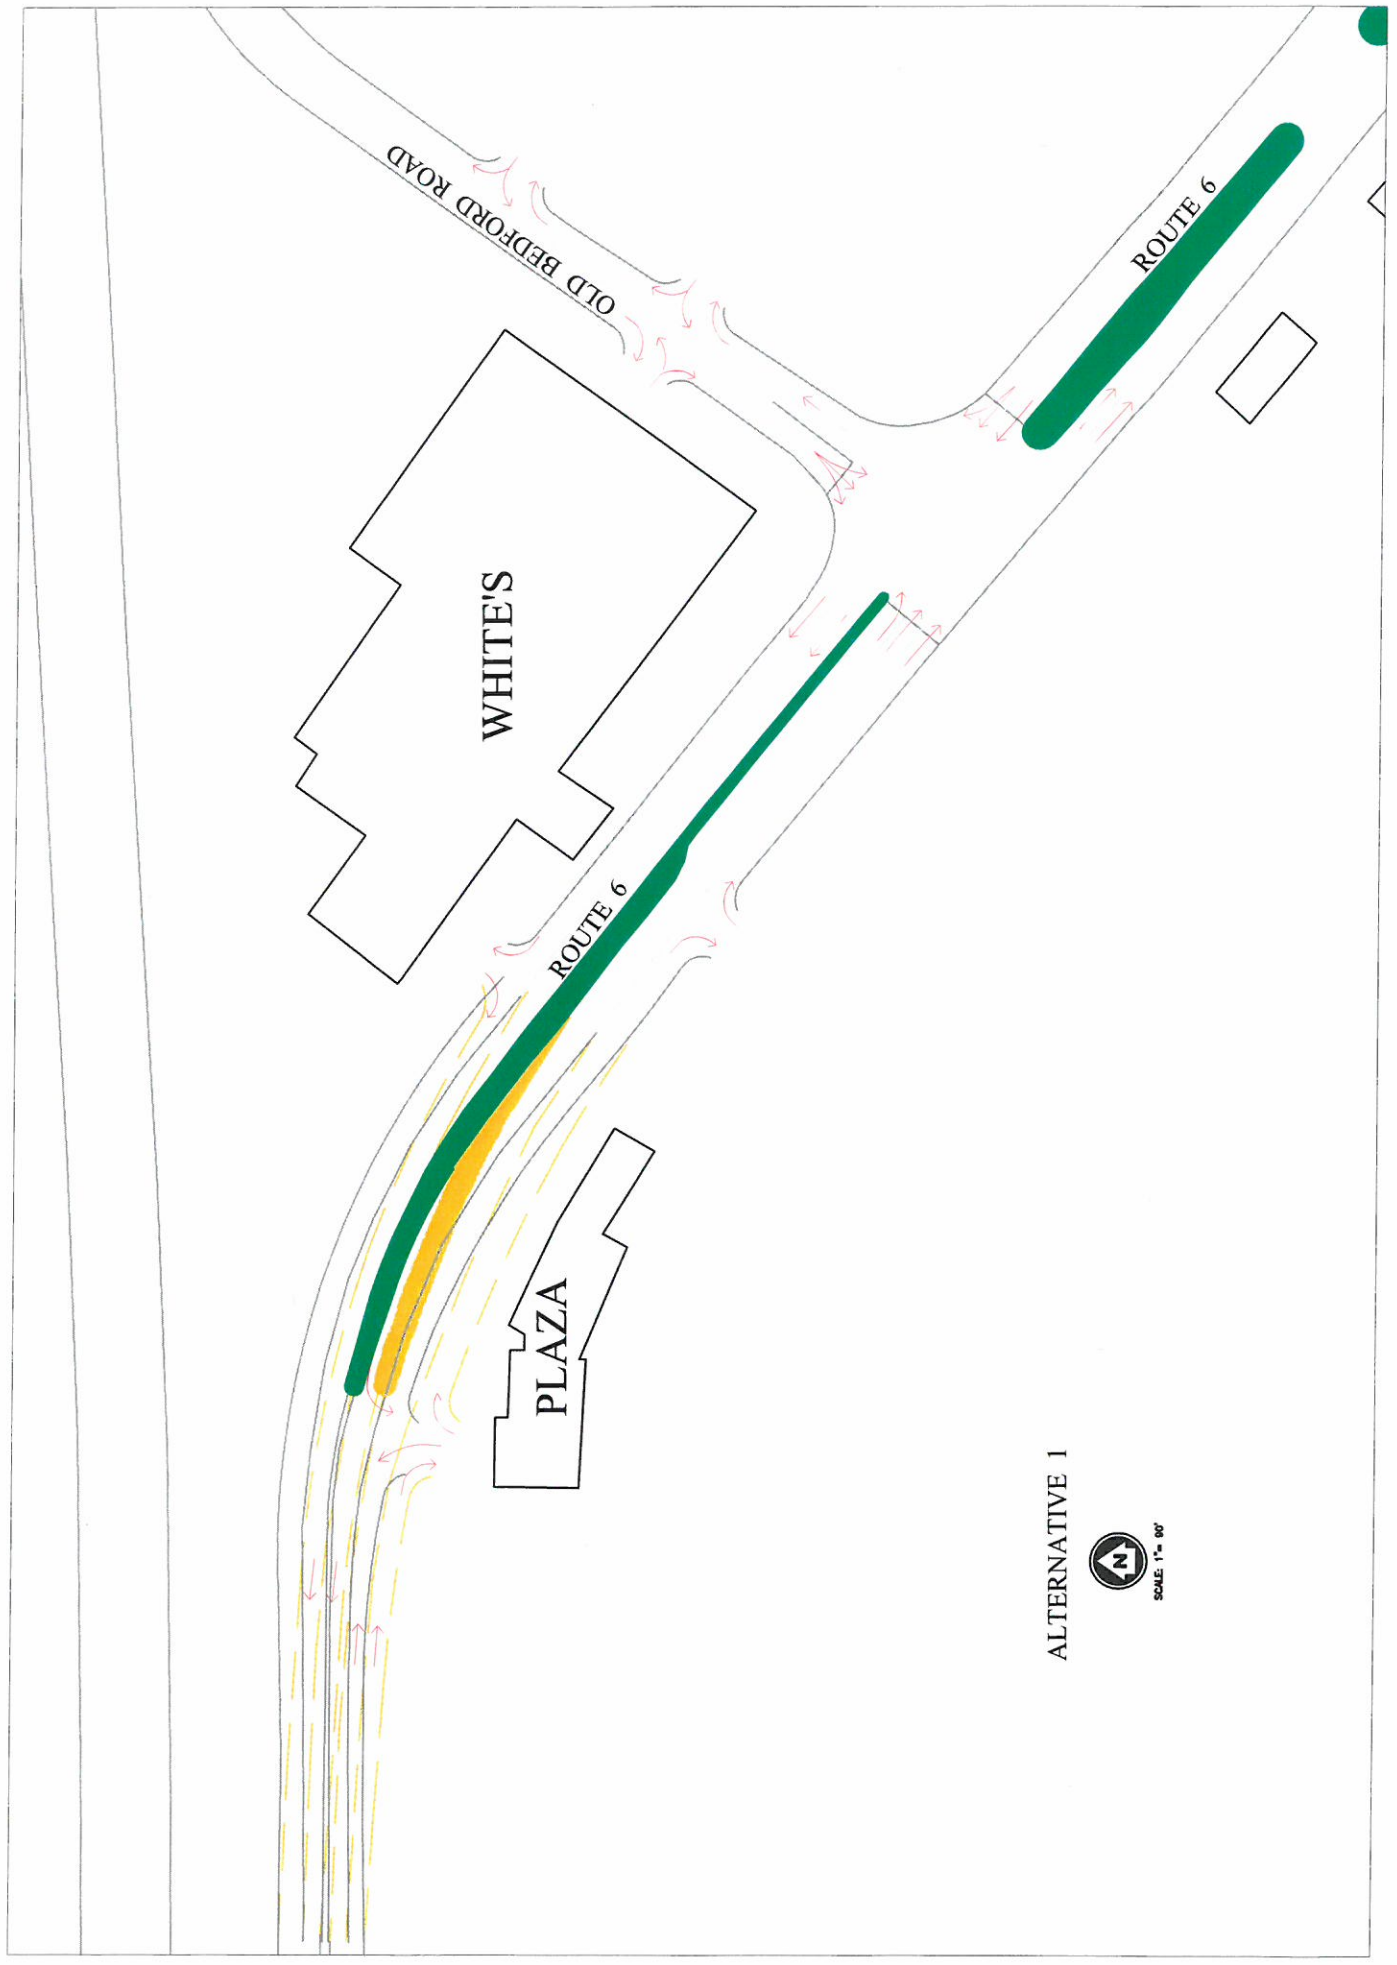 OLD BEDFORD ROAD
ROUTE 6
WHITE'S
ROUTE 6
PLAZA
ALTERNATIVE 1
N
SCALE: 1"= 90'